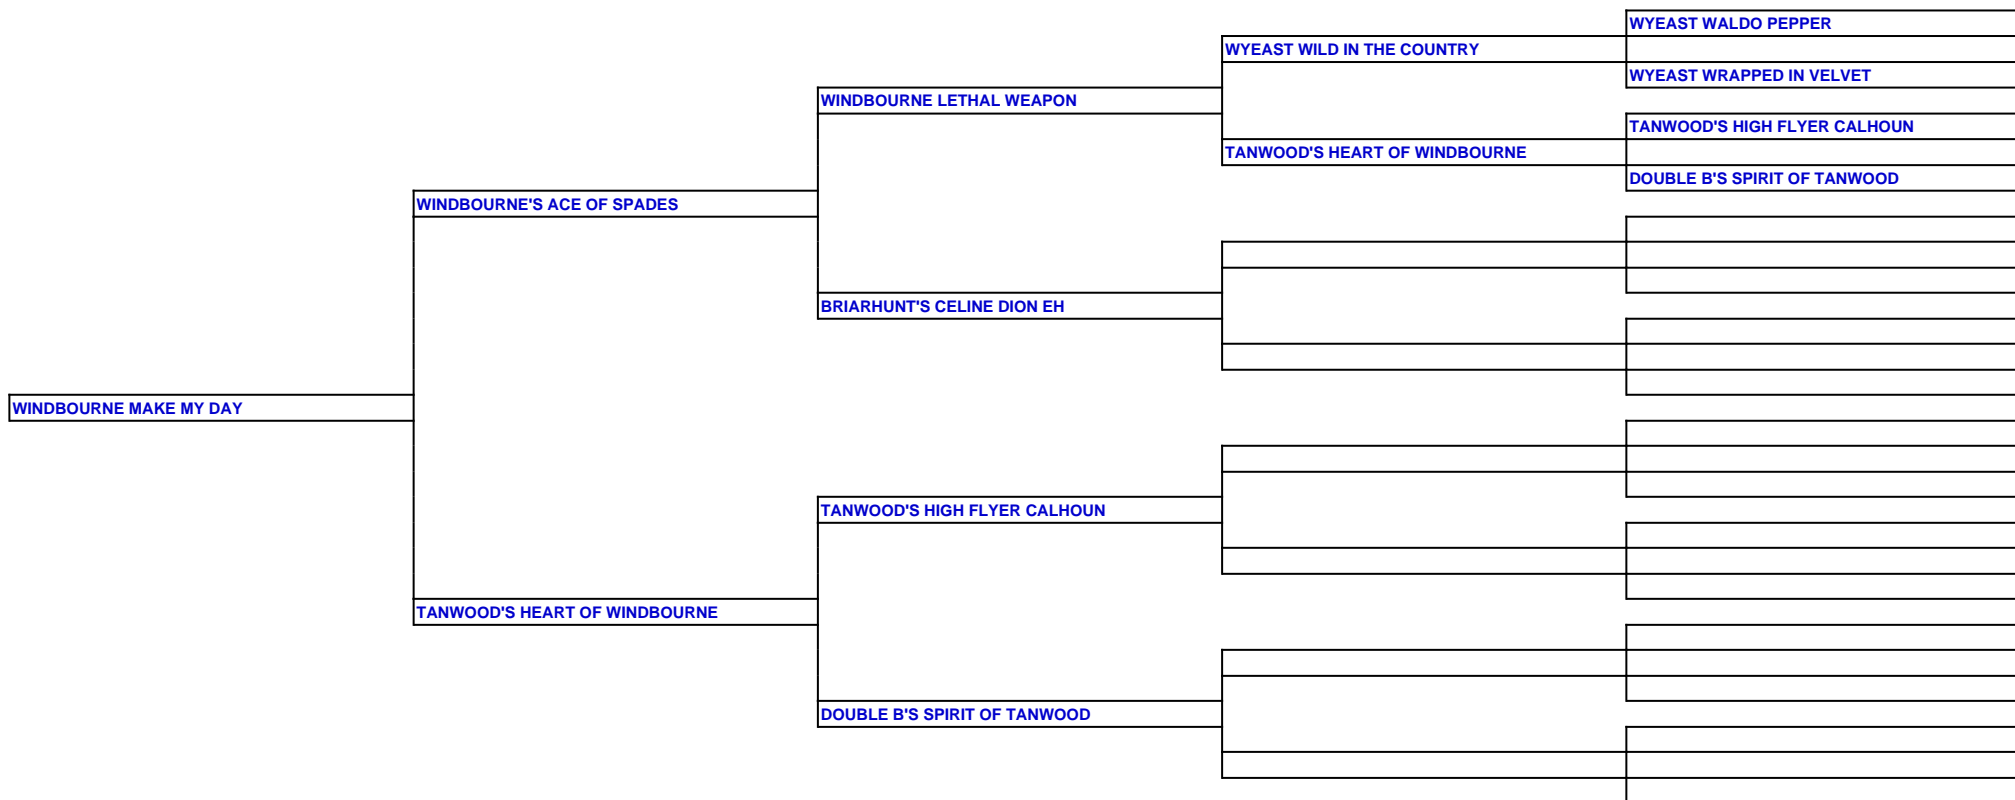 WYEAST WALDO PEPPER
WYEAST WILD IN THE COUNTRY
WYEAST WRAPPED IN VELVET
WINDBOURNE LETHAL WEAPON
TANWOOD'S HIGH FLYER CALHOUN
TANWOOD'S HEART OF WINDBOURNE
DOUBLE B'S SPIRIT OF TANWOOD
WINDBOURNE'S ACE OF SPADES
BRIARHUNT'S CELINE DION EH
WINDBOURNE MAKE MY DAY
TANWOOD'S HIGH FLYER CALHOUN
TANWOOD'S HEART OF WINDBOURNE
DOUBLE B'S SPIRIT OF TANWOOD